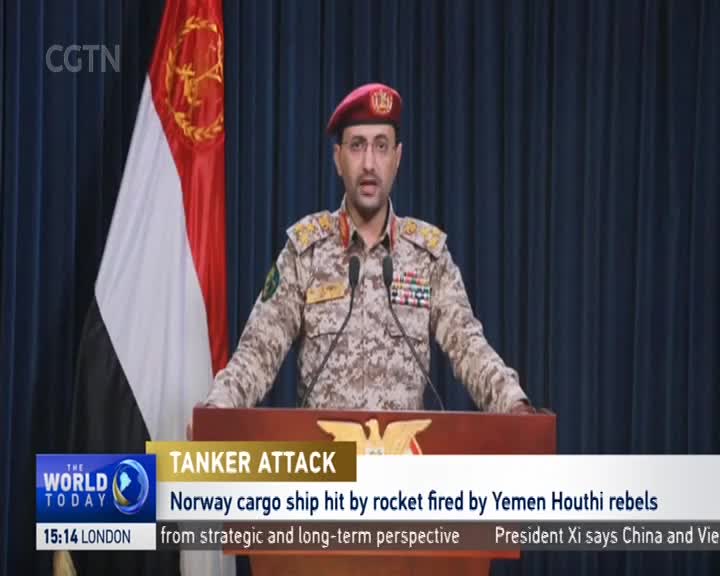 CGTN
TANKER ATTACK
THE
WORLD
TODAY
Norway cargo ship hit by rocket fired by Yemen Houthi rebels
15:14 LONDON
from strategic and long-term perspective President Xi says China and Vie